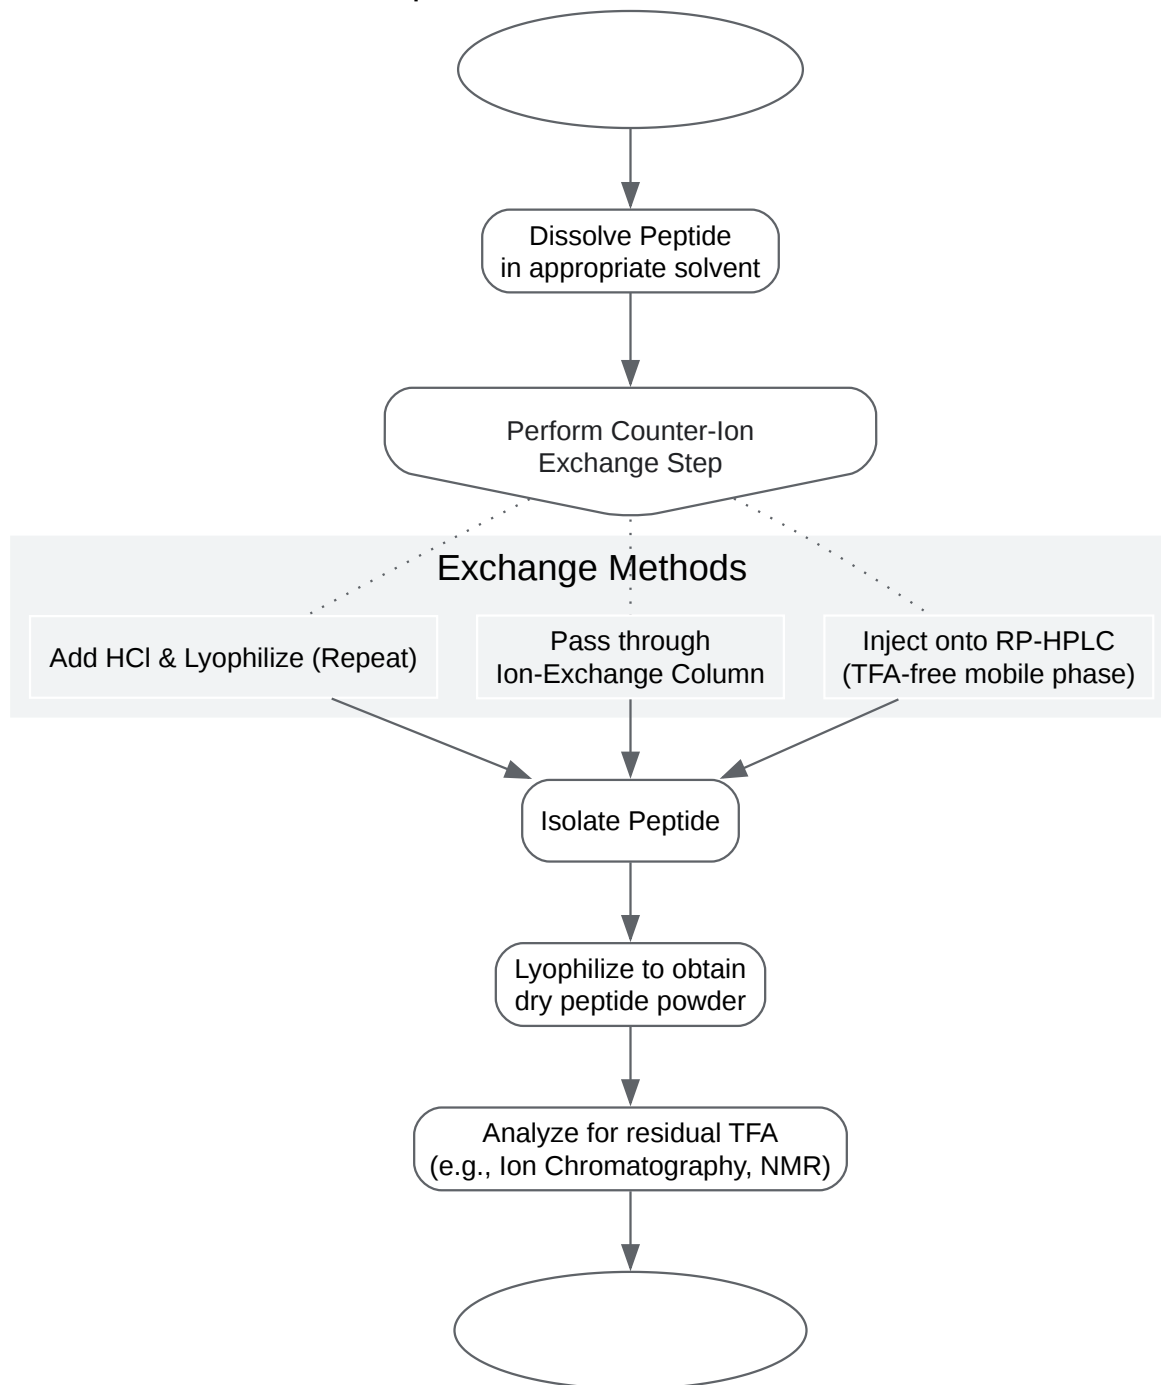 Dissolve Peptide
in appropriate solvent
Perform Counter-Ion
Exchange Step
Exchange Methods
Add HCl & Lyophilize (Repeat)
Pass through
Ion-Exchange Column
Inject onto RP-HPLC
(TFA-free mobile phase)
Isolate Peptide
Lyophilize to obtain
dry peptide powder
Analyze for residual TFA
(e.g., Ion Chromatography, NMR)